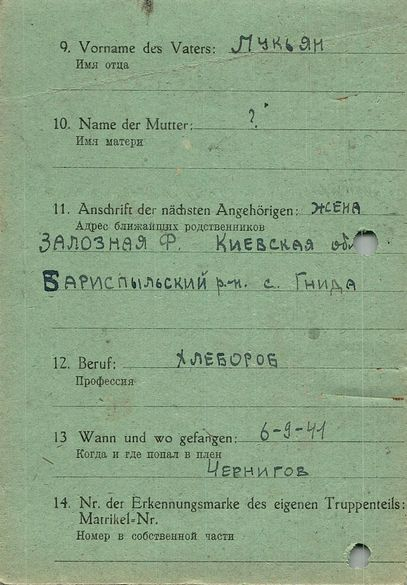 9. Vorname des Vaters: ЛУКЬЯН
Имя отца
10. Name der Mutter: ?
Имя матери
11. Anschrift der nächsten Angehörigen: ЖЕНА
Адрес ближайщих родственников
ЗАЛОЗНАЯ Ф. КИЕВСКАЯ обл
БАРИСПЫЛЬСКИЙ р-н. с. ГНИДА
12. Beruf: ХЛЕБОРОБ
Профессия
13 Wann und wo gefangen: 6-9-41
Когда и где попал в плен
ЧЕРНИГОВ
14. Nr. der Erkennungsmarke des eigenen Truppenteils:
Matrikel-Nr.
Номер в собственной части